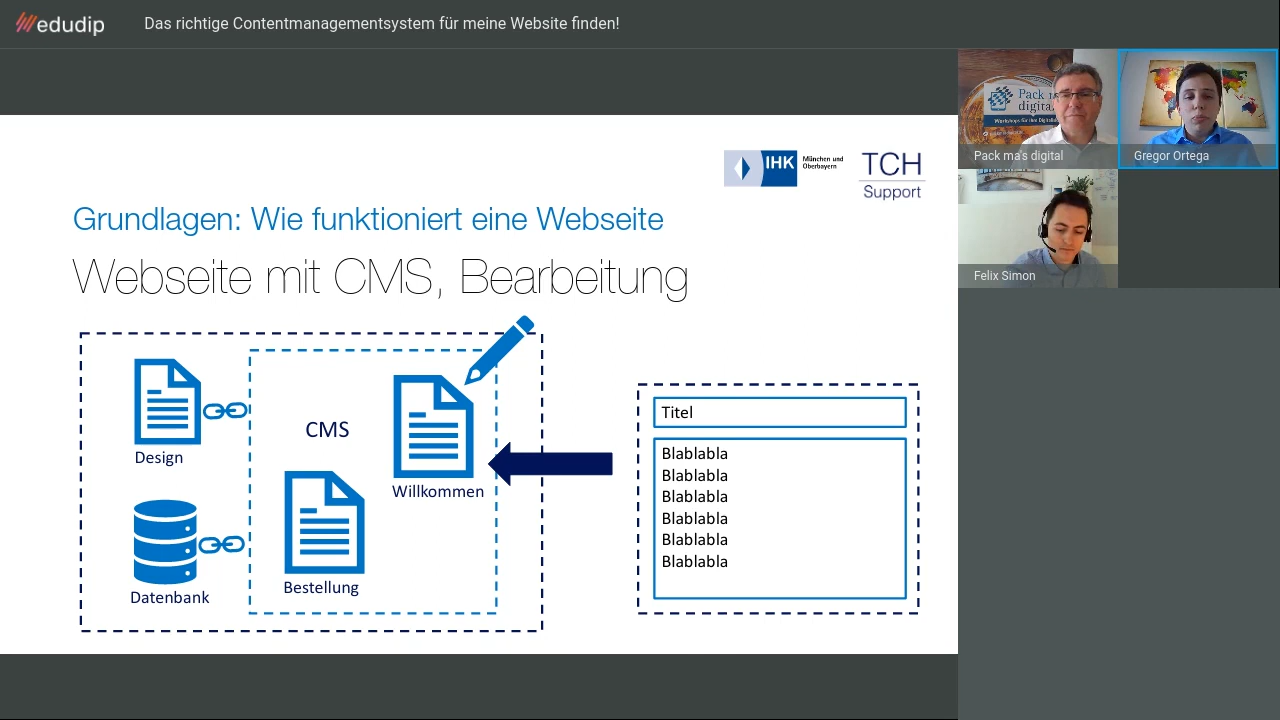 edudip
Das richtige Contentmanagementsystem für meine Website finden!
IHK
München und
Oberbayern
TCH
Support
Grundlagen: Wie funktioniert eine Webseite
Webseite mit CMS, Bearbeitung
Design
CMS
Willkommen
Datenbank
Bestellung
Titel
Blablabla
Blablabla
Blablabla
Blablabla
Blablabla
Blablabla
Pack ma's digital
Gregor Ortega
Felix Simon